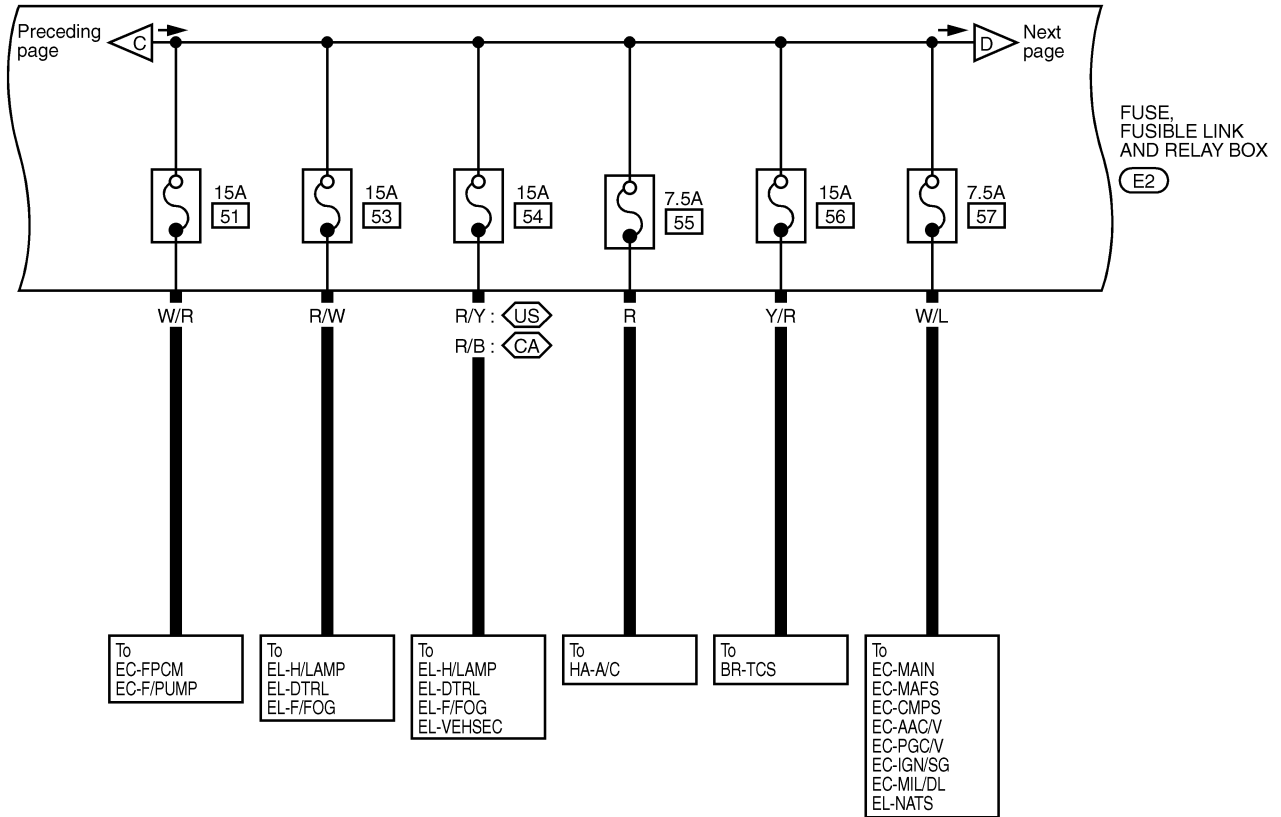 Preceding
page
C
D
Next
page
FUSE,
FUSIBLE LINK
AND RELAY BOX
E2
15A
51
15A
53
15A
54
7.5A
55
15A
56
7.5A
57
W/R
R/W
R/Y : US
R/B : CA
R
Y/R
W/L
To
EC-FPCM
EC-F/PUMP
To
EL-H/LAMP
EL-DTRL
EL-F/FOG
To
EL-H/LAMP
EL-DTRL
EL-F/FOG
EL-VEHSEC
To
HA-A/C
To
BR-TCS
To
EC-MAIN
EC-MAFS
EC-CMPS
EC-AAC/V
EC-PGC/V
EC-IGN/SG
EC-MIL/DL
EL-NATS